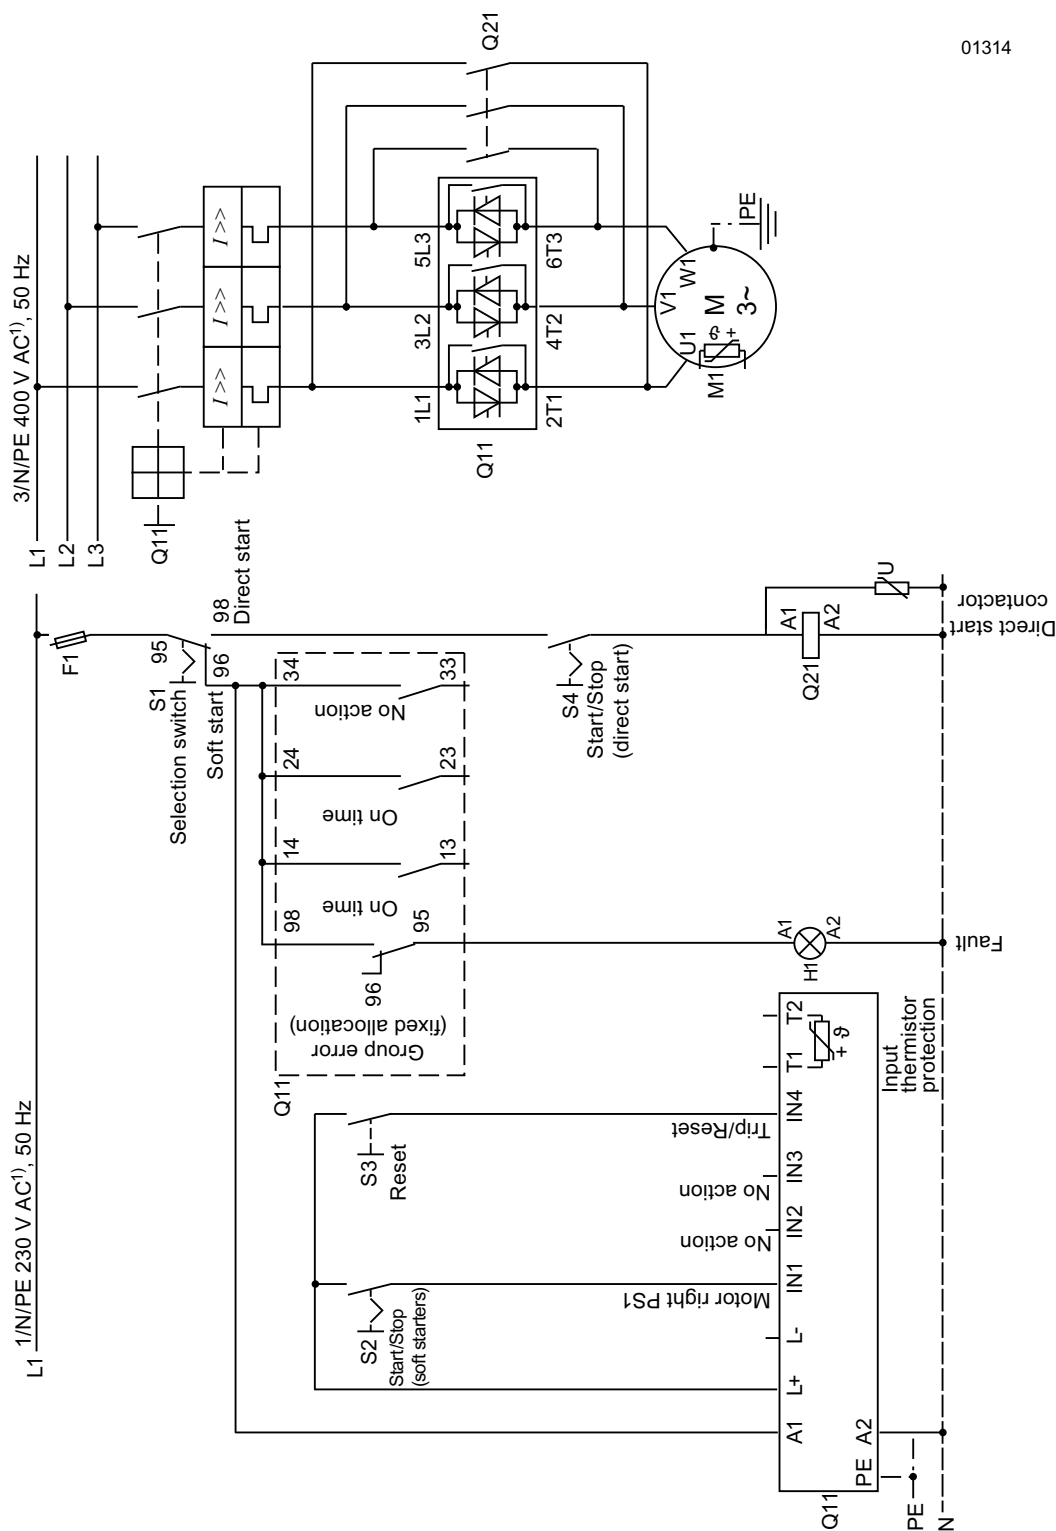 01314
3/N/PE 400 V AC1), 50 Hz
L1
L2
L3
Q11
I >>
I >>
I >>
Q21
1L1
3L2
5L3
Q11
2T1
4T2
6T3
U1
V1
W1
M
3~
M1
+ϑ
PE
L1
1/N/PE 230 V AC1), 50 Hz
F1
S1
Selection switch
95
96
98
Soft start
Direct start
Q11
98
14
24
34
Group error
(fixed allocation)
On time
On time
No action
96
95
13
23
33
S2
Start/Stop
(soft starters)
S3
Reset
S4
Start/Stop
(direct start)
Motor right PS1
No action
No action
Trip/Reset
Q11
A1
L+
L-
IN1
IN2
IN3
IN4
T1
T2
+ϑ
PE
A2
Input
thermistor
protection
H1
A1
A2
Q21
A1
A2
U
PE
N
Fault
Direct start
contactor